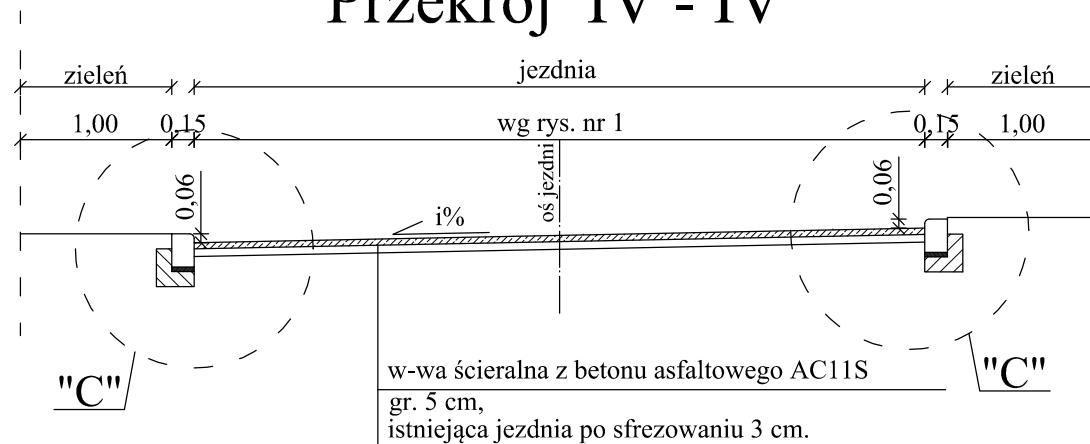 Przekrój IV - IV
zieleń jezdnia zieleń
1,00 0,15 wg rys. nr 1 0,15 1,00
0,06 oś jezdni 0,06
i%
w-wa ścieralna z betonu asfaltowego AC11S
"C" "C"
gr. 5 cm,
istniejąca jezdnia po sfrezowaniu 3 cm.